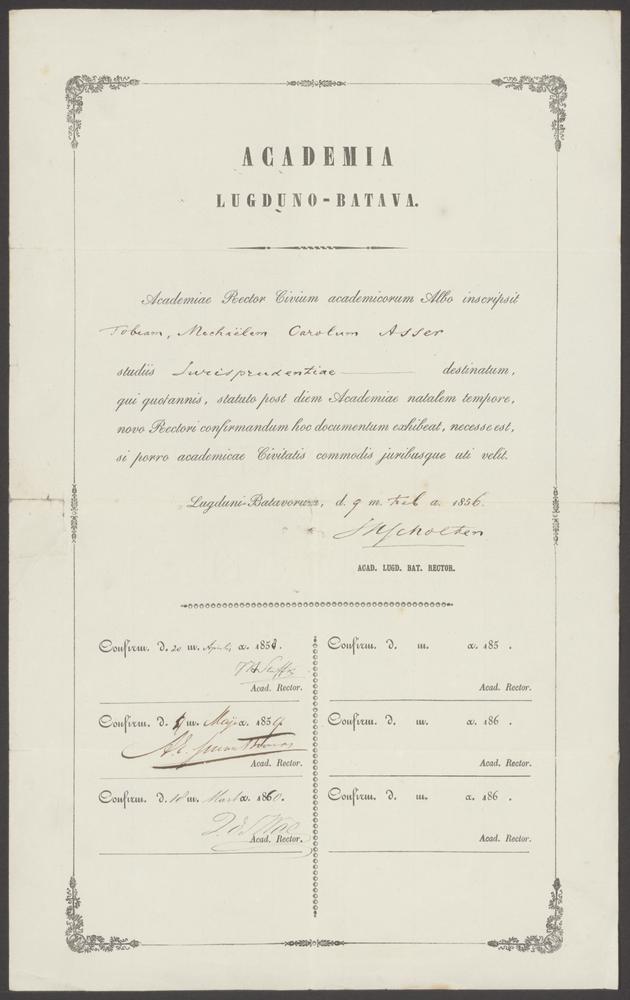 ACADEMIA
LUGDUNO-BATAVA.
Academiae Rector Civium academicorum Albo inscripsit
Tobiam, Michaëlem Carolum Asser
studiis Jurisprudentiae destinatum,
qui quotannis, statuto post diem Academiae natalem tempore,
novo Rectori confirmandum hoc documentum exhibeat, necesse est,
si porro academicae Civitatis commodis juribusque uti velit.
Lugduni-Batavorum, d. 9 m. Feb a. 1856.
Scholten
ACAD. LUGD. BAT. RECTOR.
Confirm. d. 20 m. Aprilis a. 1858.
Acad. Rector.
Confirm. d. m. Maji a. 1859.
Acad. Rector.
Confirm. d. 18 m. Mart a. 1860.
Acad. Rector.
Confirm. d. m. a. 185 .
Acad. Rector.
Confirm. d. m. a. 186 .
Acad. Rector.
Confirm. d. m. a. 186 .
Acad. Rector.